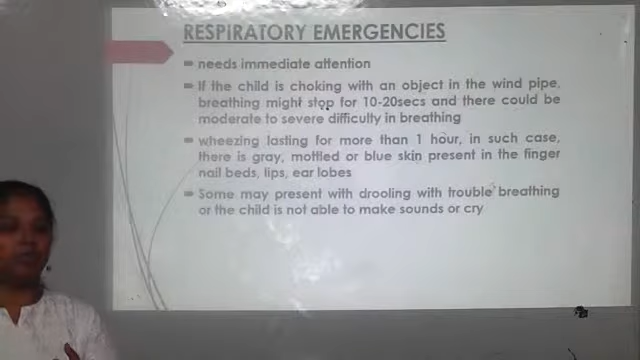 RESPIRATORY EMERGENCIES
needs immediate attention
If the child is choking with an object in the wind pipe,
breathing might stop for 10-20secs and there could be
moderate to severe difficulty in breathing
wheezing lasting for more than 1 hour, in such case,
there is gray, mottled or blue skin present in the finger
nail beds, lips, ear lobes
Some may present with drooling with trouble breathing
or the child is not able to make sounds or cry